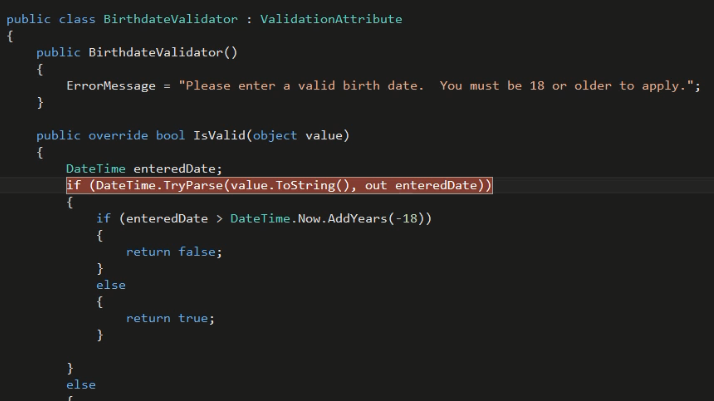 public class BirthdateValidator : ValidationAttribute
{
public BirthdateValidator()
{
ErrorMessage = "Please enter a valid birth date.  You must be 18 or older to apply.";
}
public override bool IsValid(object value)
{
DateTime enteredDate;
if (DateTime.TryParse(value.ToString(), out enteredDate))
{
if (enteredDate > DateTime.Now.AddYears(-18))
{
return false;
}
else
{
return true;
}
}
else
{